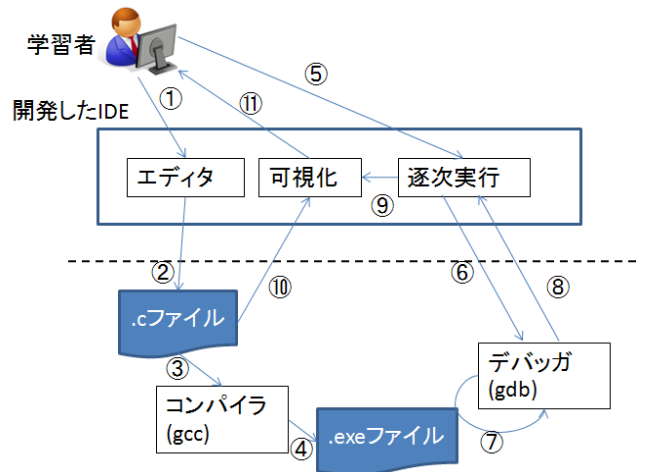 学習者
⑤
①
⑪
開発したIDE
エディタ
可視化
逐次実行
⑨
②
⑩
⑥
⑧
.cファイル
③
デバッガ
(gdb)
コンパイラ
(gcc)
④
.exeファイル
⑦